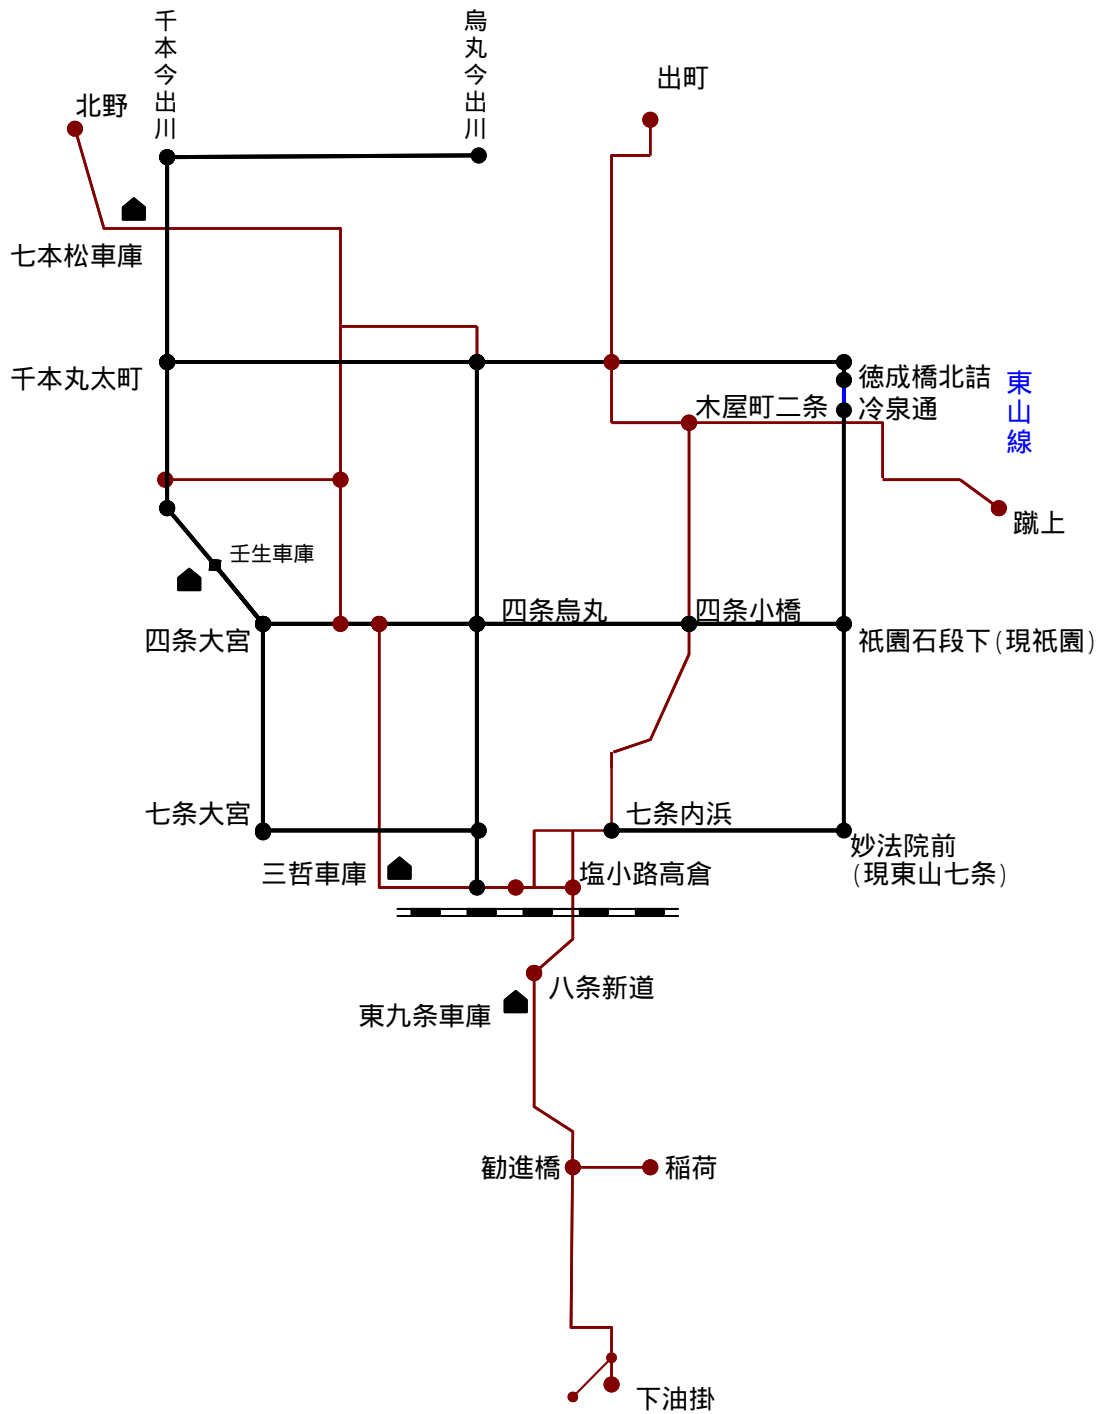 千本今出川
烏丸今出川
出町
北野
七本松車庫
千本丸太町
徳成橋北詰
東山線
木屋町二条
冷泉通
蹴上
壬生車庫
四条烏丸
四条小橋
四条大宮
祇園石段下(現祇園)
七条大宮
七条内浜
妙法院前
(現東山七条)
三哲車庫
塩小路高倉
八条新道
東九条車庫
勧進橋
稲荷
下油掛